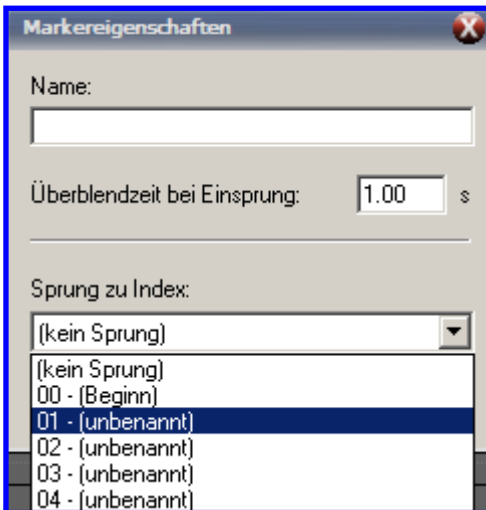 Markereigenschaften
Name:
Überblendzeit bei Einsprung: 1.00 s
Sprung zu Index:
(kein Sprung)
(kein Sprung)
00 - (Beginn)
01 - (unbenannt)
02 - (unbenannt)
03 - (unbenannt)
04 - (unbenannt)